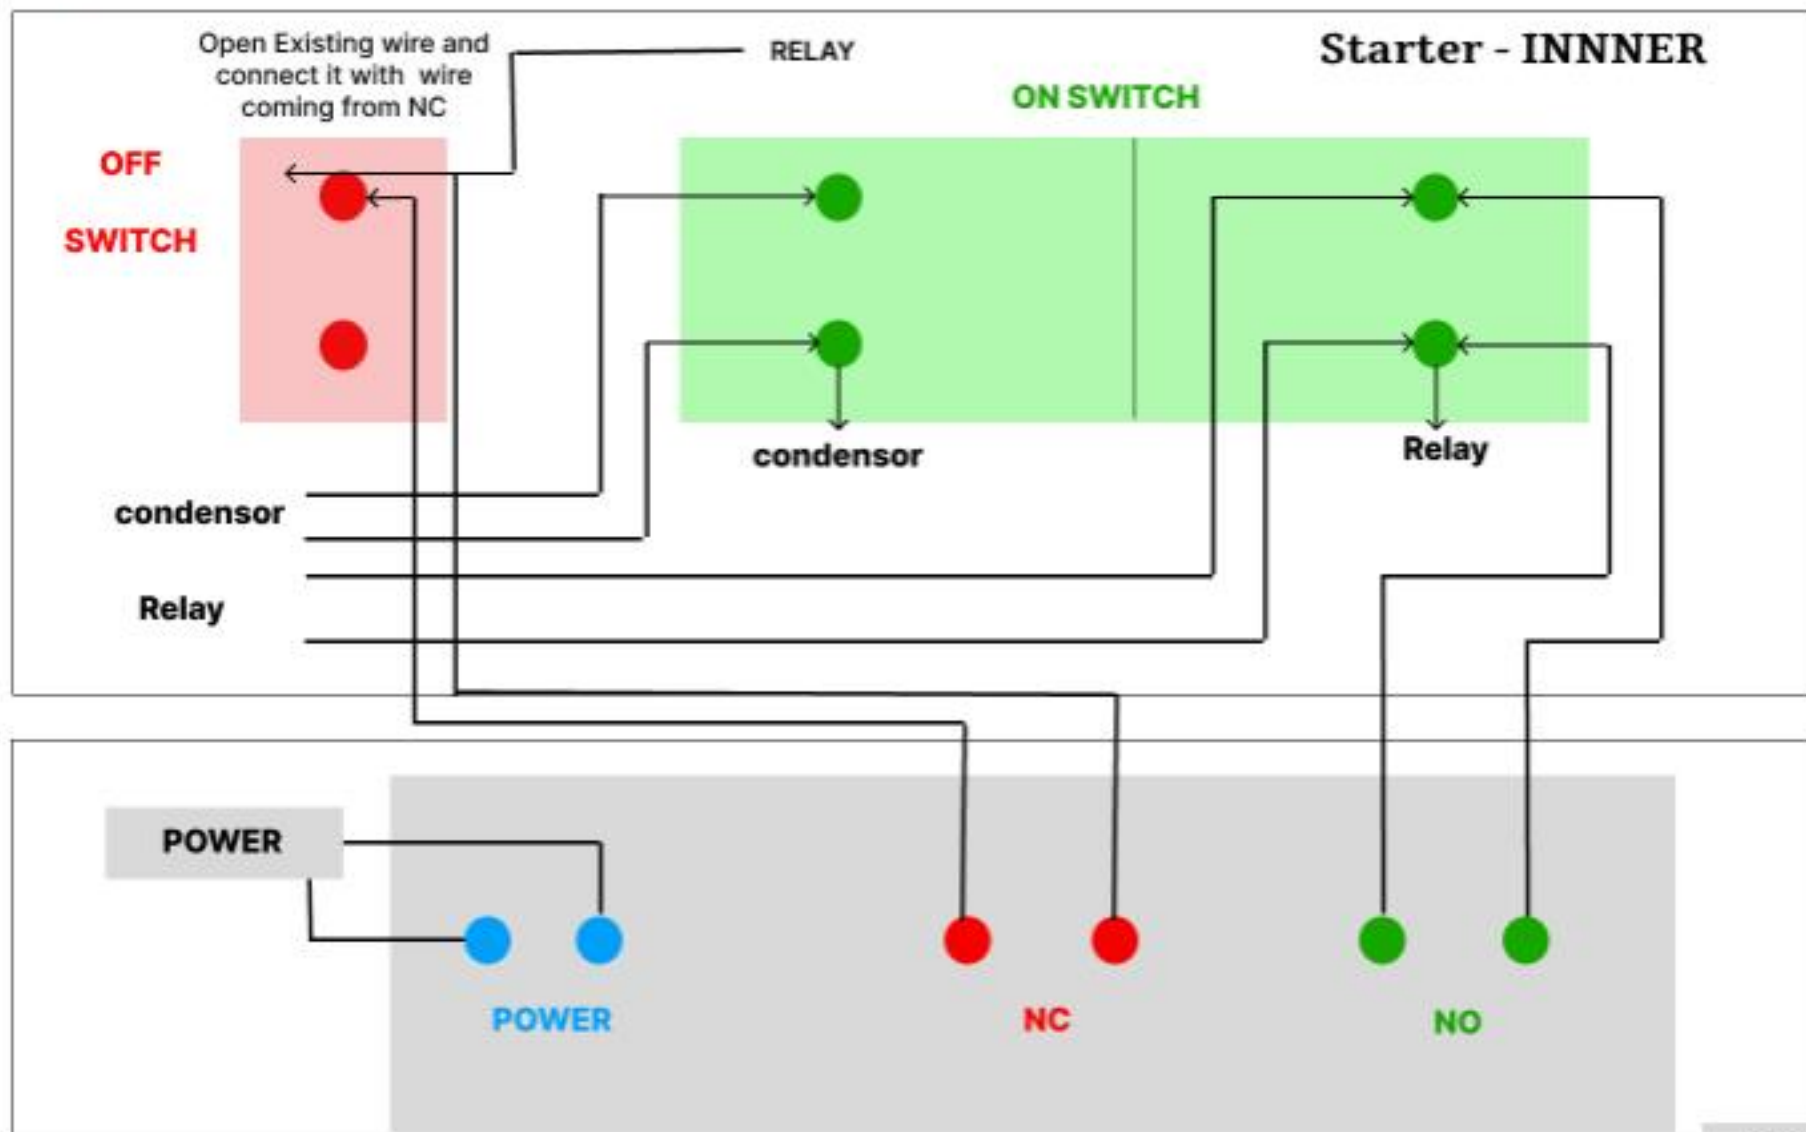 Open Existing wire and
connect it with wire
coming from NC
RELAY
Starter - INNNER
ON SWITCH
OFF
SWITCH
condensor
Relay
condensor
Relay
POWER
POWER
NC
NO